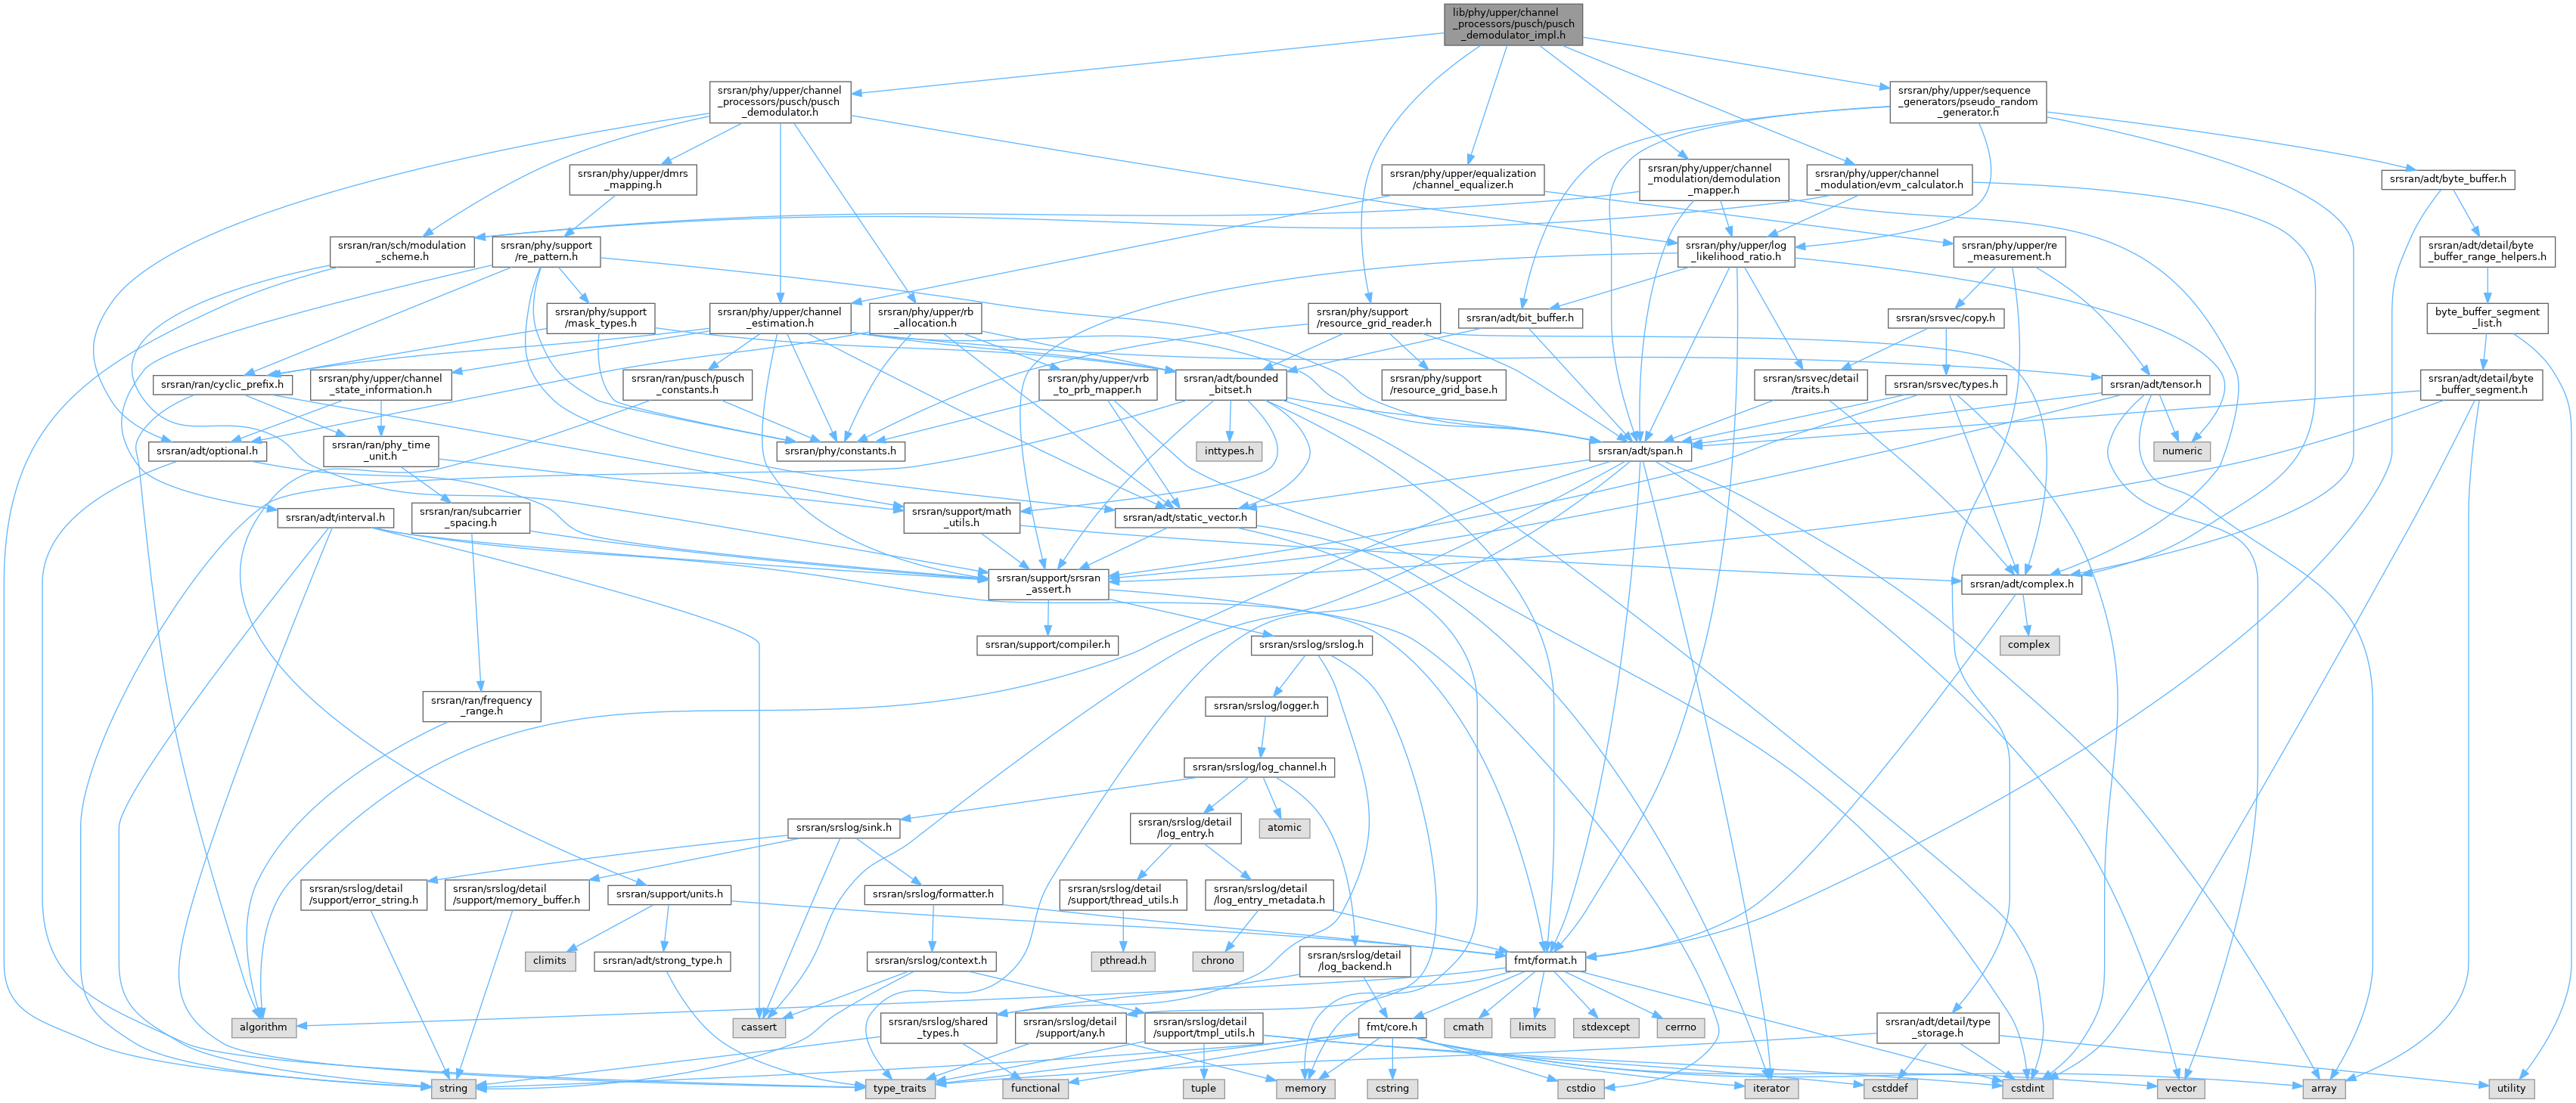 lib/phy/upper/channel
_processors/pusch/pusch
_demodulator_impl.h
srsran/phy/upper/channel
_processors/pusch/pusch
_demodulator.h
srsran/phy/upper/sequence
_generators/pseudo_random
_generator.h
srsran/phy/upper/dmrs
_mapping.h
srsran/phy/upper/equalization
/channel_equalizer.h
srsran/phy/upper/channel
_modulation/demodulation
_mapper.h
srsran/phy/upper/channel
_modulation/evm_calculator.h
srsran/adt/byte_buffer.h
srsran/ran/sch/modulation
_scheme.h
srsran/phy/support
/re_pattern.h
srsran/phy/upper/log
_likelihood_ratio.h
srsran/phy/upper/re
_measurement.h
srsran/adt/detail/byte
_buffer_range_helpers.h
srsran/phy/support
/mask_types.h
srsran/phy/upper/channel
_estimation.h
srsran/phy/upper/rb
_allocation.h
srsran/phy/support
/resource_grid_reader.h
srsran/adt/bit_buffer.h
srsran/srsvec/copy.h
byte_buffer_segment
_list.h
srsran/ran/cyclic_prefix.h
srsran/phy/upper/channel
_state_information.h
srsran/ran/pusch/pusch
_constants.h
srsran/phy/upper/vrb
_to_prb_mapper.h
srsran/adt/bounded
_bitset.h
srsran/phy/support
/resource_grid_base.h
srsran/srsvec/detail
/traits.h
srsran/srsvec/types.h
srsran/adt/tensor.h
srsran/adt/detail/byte
_buffer_segment.h
srsran/adt/optional.h
srsran/ran/phy_time
_unit.h
srsran/phy/constants.h
inttypes.h
srsran/adt/span.h
numeric
srsran/adt/interval.h
srsran/ran/subcarrier
_spacing.h
srsran/support/math
_utils.h
srsran/adt/static_vector.h
srsran/support/srsran
_assert.h
srsran/adt/complex.h
srsran/support/compiler.h
srsran/srslog/srslog.h
complex
srsran/ran/frequency
_range.h
srsran/srslog/logger.h
srsran/srslog/log_channel.h
srsran/srslog/sink.h
srsran/srslog/detail
/log_entry.h
atomic
srsran/srslog/detail
/support/error_string.h
srsran/srslog/detail
/support/memory_buffer.h
srsran/support/units.h
srsran/srslog/formatter.h
srsran/srslog/detail
/support/thread_utils.h
srsran/srslog/detail
/log_entry_metadata.h
climits
srsran/adt/strong_type.h
srsran/srslog/context.h
pthread.h
chrono
srsran/srslog/detail
/log_backend.h
fmt/format.h
algorithm
cassert
srsran/srslog/shared
_types.h
srsran/srslog/detail
/support/any.h
srsran/srslog/detail
/support/tmpl_utils.h
fmt/core.h
cmath
limits
stdexcept
cerrno
srsran/adt/detail/type
_storage.h
string
type_traits
functional
tuple
memory
cstring
cstdio
iterator
cstddef
cstdint
vector
array
utility